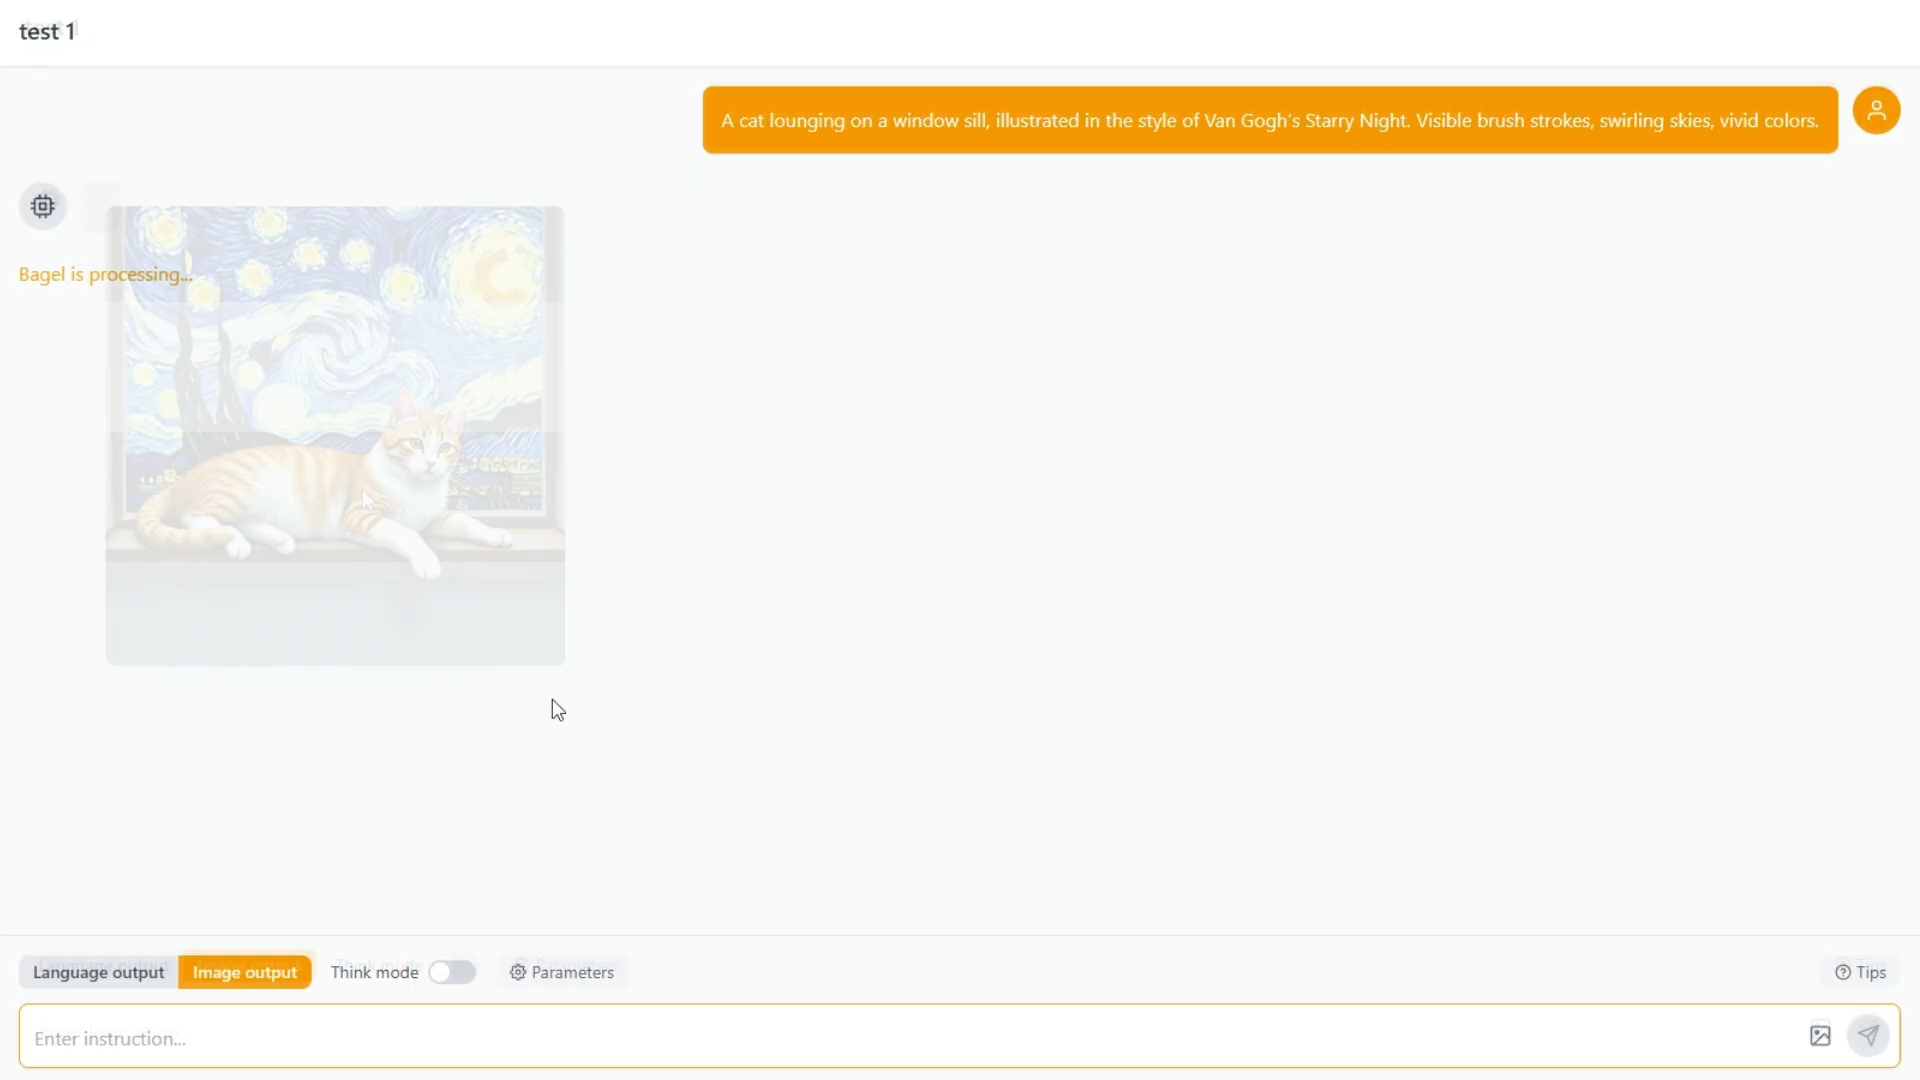 test 1
A cat lounging on a window sill, illustrated in the style of Van Gogh's Starry Night. Visible brush strokes, swirling skies, vivid colors.
Bagel is processing...
Language output
Image output
Think mode
Parameters
Tips
Enter instruction...